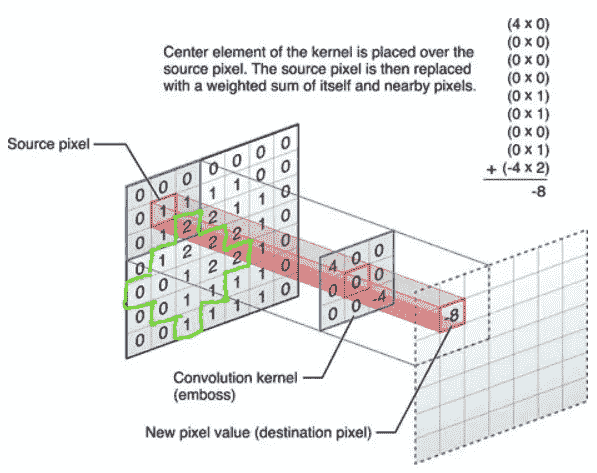 Center element of the kernel is placed over the
source pixel. The source pixel is then replaced
with a weighted sum of itself and nearby pixels.
(4 x 0)
(0 x 0)
(0 x 0)
(0 x 0)
(0 x 1)
(0 x 1)
(0 x 0)
(0 x 1)
+ (-4 x 2)
-8
Source pixel
0 0 0 0 0 0 0
0 1 1 1 1 1 0
0 1 2 2 1 1 0
0 1 2 2 2 1 0
0 0 1 2 2 1 0
0 0 1 1 1 1 0
0 0 1 1 1 1 0
4 0 0
0 0 0
0 0 -4
-8
Convolution kernel
(emboss)
New pixel value (destination pixel)